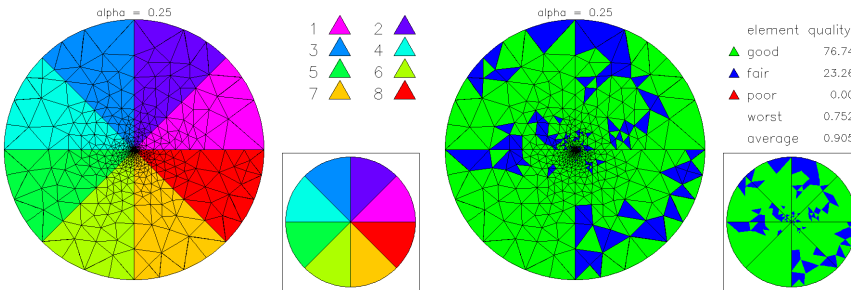 alpha = 0.25
1 2
3 4
5 6
7 8
alpha = 0.25
element quality
good 76.74
fair 23.26
poor 0.00
worst 0.752
average 0.905